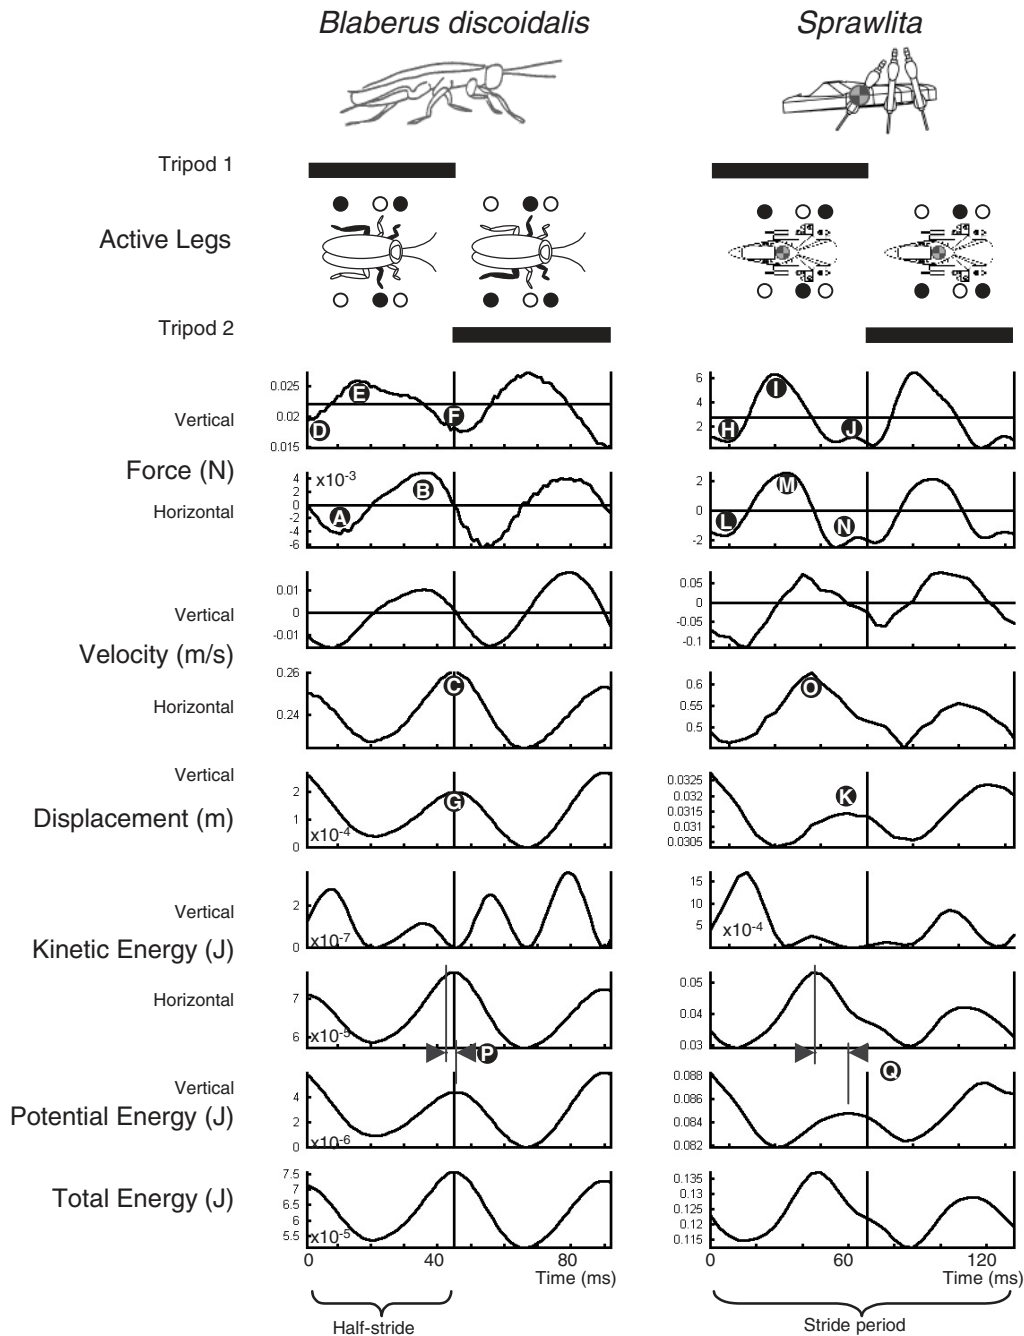 Blaberus discoidalis Sprawlita
Tripod 1
Active Legs
Tripod 2
Vertical
Force (N)
Horizontal
0.025
0.02
0.015
D E F
6
4
2
H I J
4
2
0
-2
-4
-6
x10-3
A B
2
0
-2
L M N
Vertical
Velocity (m/s)
Horizontal
0.01
0
-0.01
0.05
0
-0.05
-0.1
0.26
0.24
C
0.6
0.55
0.5
O
Vertical
Displacement (m)
2
1
0
x10-4
G
0.0325
0.032
0.0315
0.031
0.0305
K
Vertical
Kinetic Energy (J)
Horizontal
2
0
x10-7
15
10
5
x10-4
7
6
x10-5
P
0.05
0.04
0.03
Q
Vertical
Potential Energy (J)
4
2
0
x10-6
0.088
0.086
0.084
0.082
Total Energy (J)
7.5
7
6.5
6
5.5
x10-5
0.135
0.13
0.125
0.12
0.115
0 40 80
Time (ms)
0 60 120
Time (ms)
Half-stride
Stride period